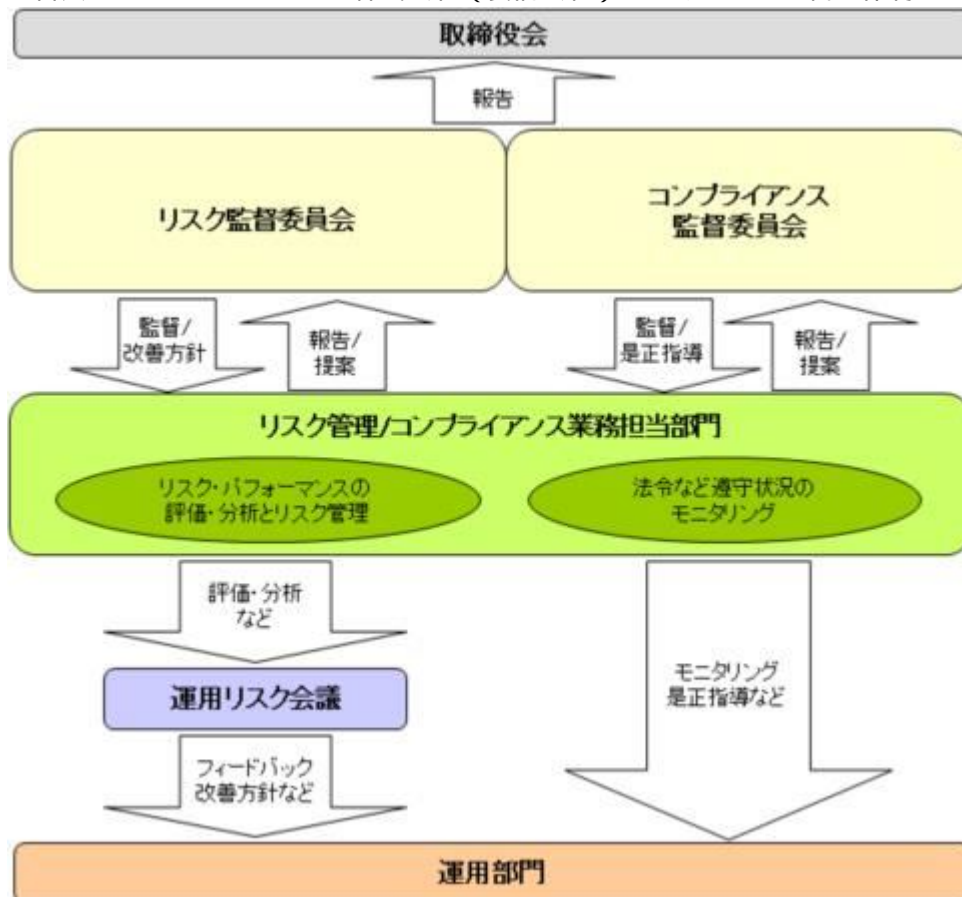 取締役会
報告
リスク監督委員会
コンプライアンス
監督委員会
監督/
改善方針
報告/
提案
監督/
是正指導
報告/
提案
リスク管理/コンプライアンス業務担当部門
リスク・パフォーマンスの
評価・分析とリスク管理
法令など遵守状況の
モニタリング
評価・分析
など
運用リスク会議
モニタリング
是正指導など
フィードバック
改善方針など
運用部門